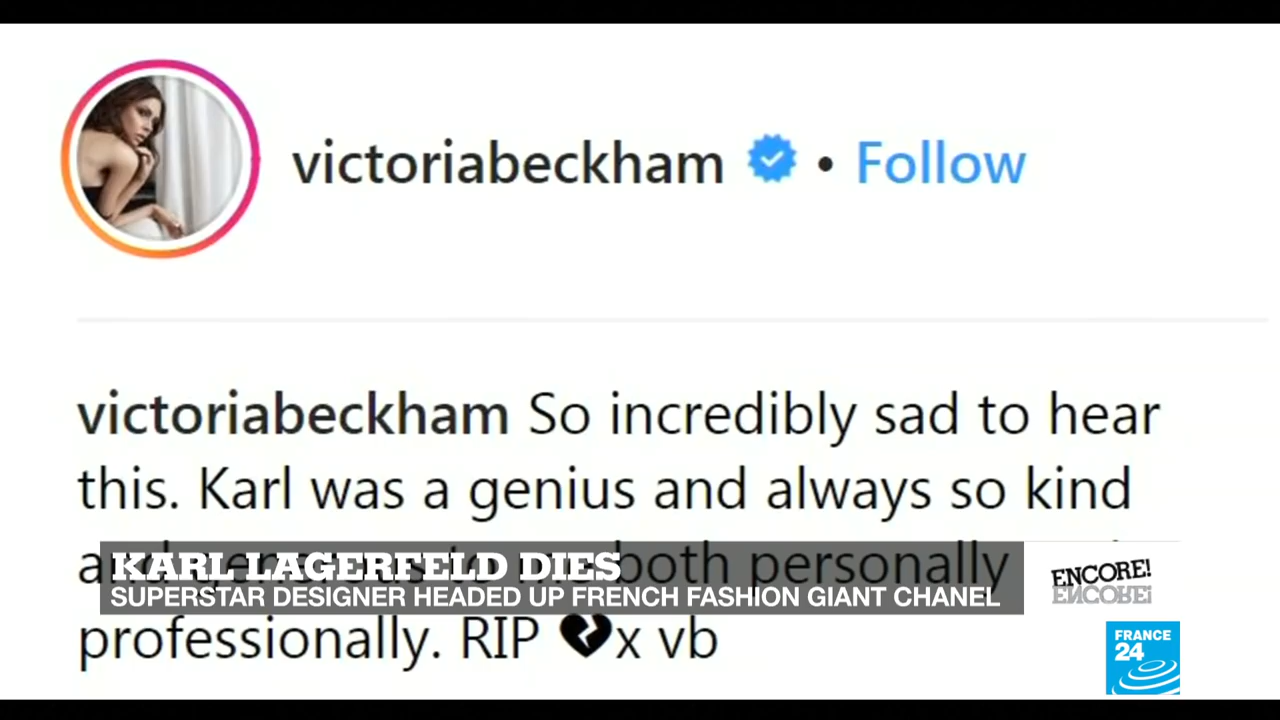 victoriabeckham • Follow
victoriabeckham So incredibly sad to hear
this. Karl was a genius and always so kind
both personally
professionally. RIP 💔x vb
KARL LAGERFELD DIES
SUPERSTAR DESIGNER HEADED UP FRENCH FASHION GIANT CHANEL
ENCORE!
FRANCE
24